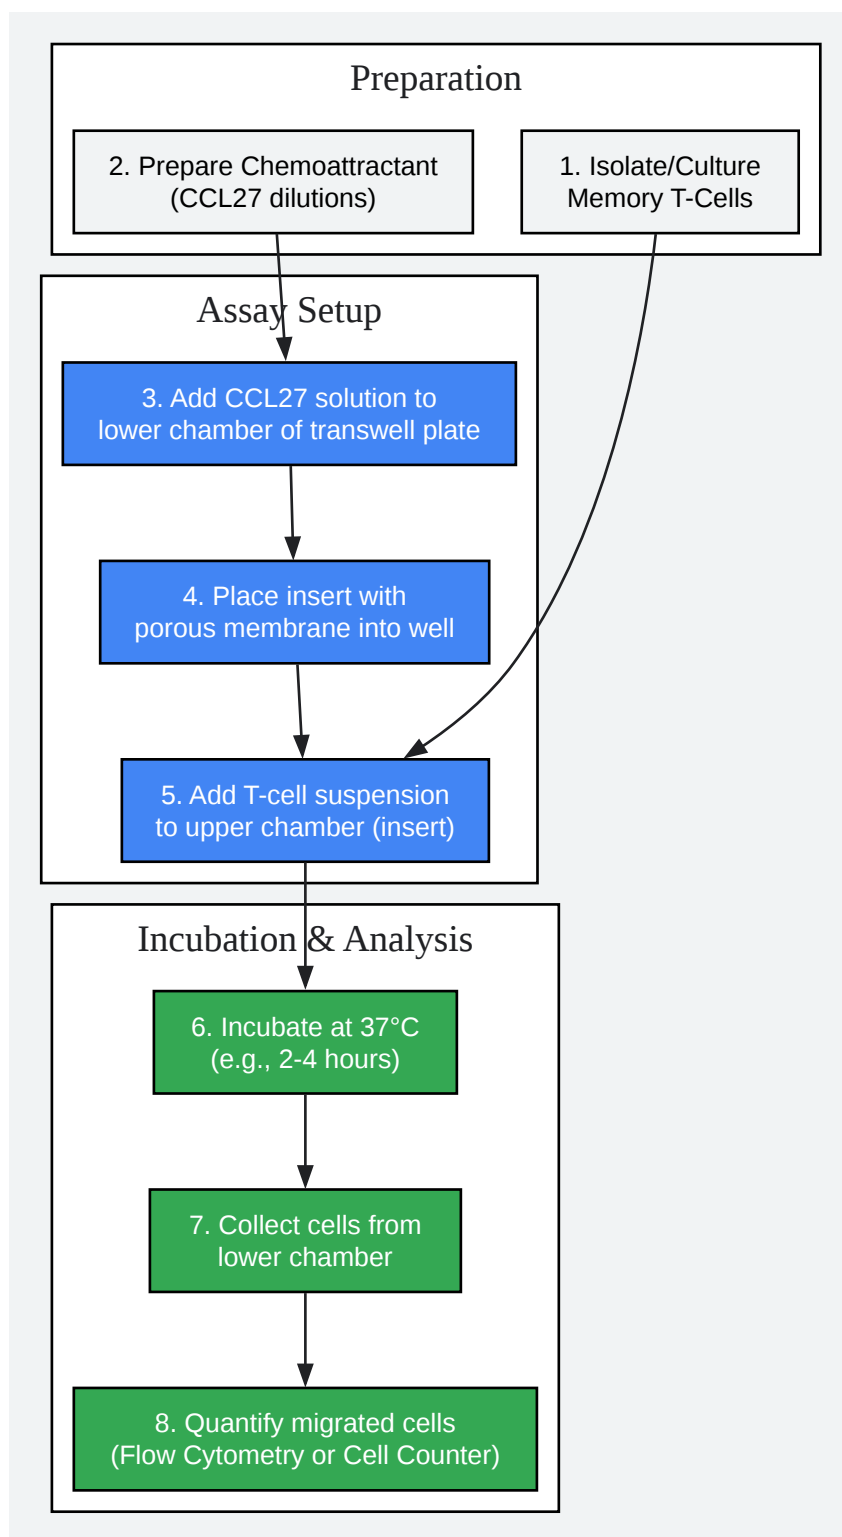 Preparation
2. Prepare Chemoattractant
(CCL27 dilutions)
1. Isolate/Culture
Memory T-Cells
Assay Setup
3. Add CCL27 solution to
lower chamber of transwell plate
4. Place insert with
porous membrane into well
5. Add T-cell suspension
to upper chamber (insert)
Incubation & Analysis
6. Incubate at 37°C
(e.g., 2-4 hours)
7. Collect cells from
lower chamber
8. Quantify migrated cells
(Flow Cytometry or Cell Counter)